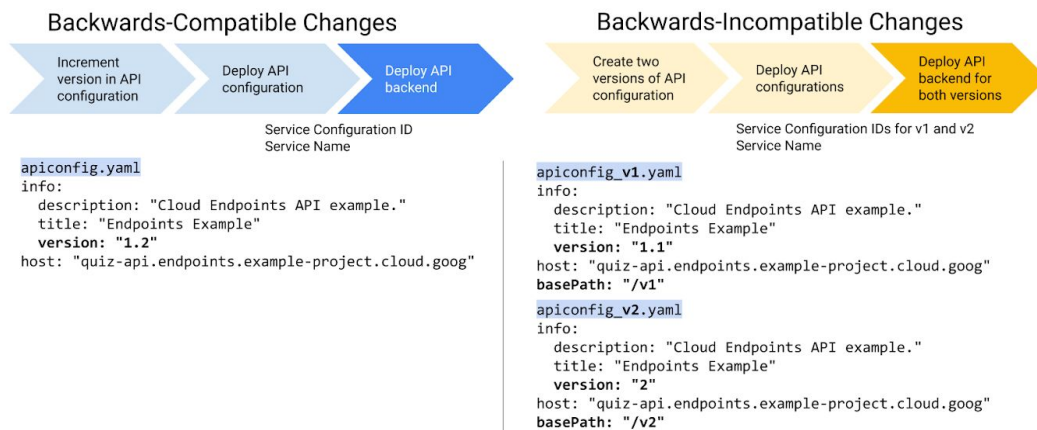 Backwards-Compatible Changes
Increment
version in API
configuration
Deploy API
configuration
Deploy API
backend
Service Configuration ID
Service Name
apiconfig.yaml
info:
  description: "Cloud Endpoints API example."
  title: "Endpoints Example"
  version: "1.2"
host: "quiz-api.endpoints.example-project.cloud.goog"
Backwards-Incompatible Changes
Create two
versions of API
configuration
Deploy API
configurations
Deploy API
backend for
both versions
Service Configuration IDs for v1 and v2
Service Name
apiconfig_v1.yaml
info:
  description: "Cloud Endpoints API example."
  title: "Endpoints Example"
  version: "1.1"
host: "quiz-api.endpoints.example-project.cloud.goog"
basePath: "/v1"
apiconfig_v2.yaml
info:
  description: "Cloud Endpoints API example."
  title: "Endpoints Example"
  version: "2"
host: "quiz-api.endpoints.example-project.cloud.goog"
basePath: "/v2"